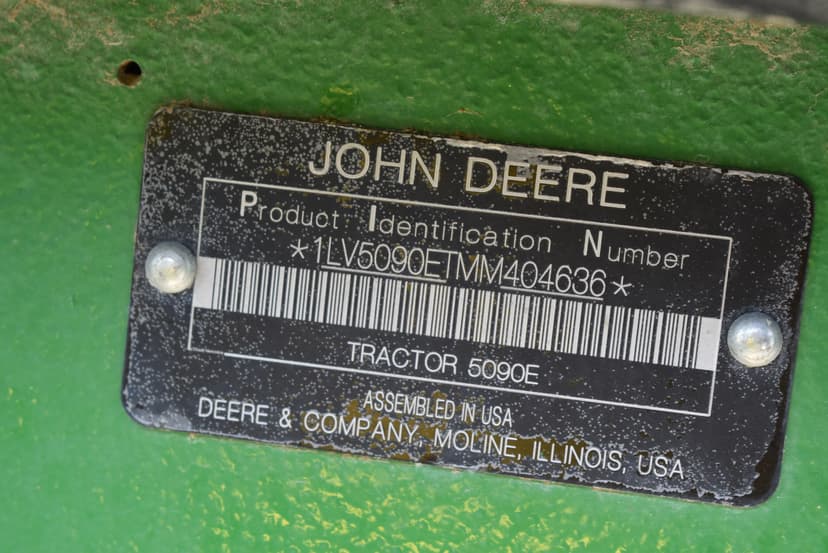 JOHN DEERE
Product Identification Number
*1LV5090ETMM404636*
TRACTOR 5090E
ASSEMBLED IN USA
DEERE & COMPANY, MOLINE, ILLINOIS, USA